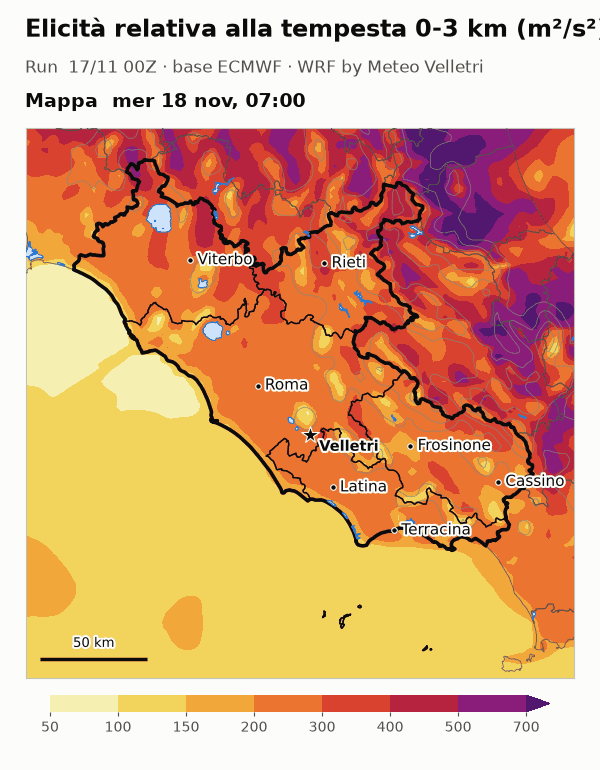 Elicità relativa alla tempesta 0-3 km (m²/s²)
Run 17/11 00Z · base ECMWF · WRF by Meteo Velletri
Mappa mer 18 nov, 07:00
Viterbo
Rieti
Roma
Velletri
Frosinone
Latina
Cassino
Terracina
50 km
50 100 150 200 300 400 500 700